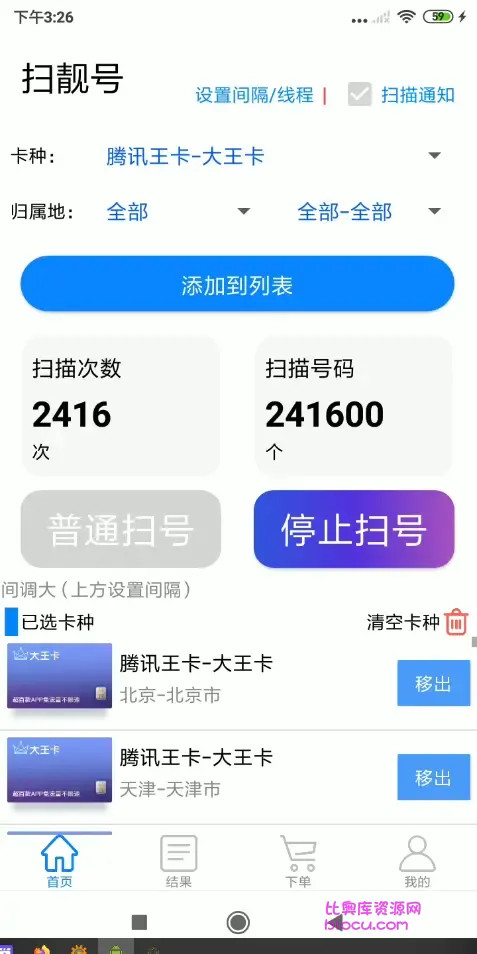 下午3:26
59
扫靓号
设置间隔/线程 | 扫描通知
卡种: 腾讯王卡-大王卡
归属地: 全部 全部-全部
添加到列表
扫描次数
2416
次
扫描号码
241600
个
普通扫号
停止扫号
间调大(上方设置间隔)
已选卡种
清空卡种
大王卡
腾讯王卡-大王卡
北京-北京市
移出
大王卡
腾讯王卡-大王卡
天津-天津市
移出
首页 结果 下单 我的
比奥库资源网